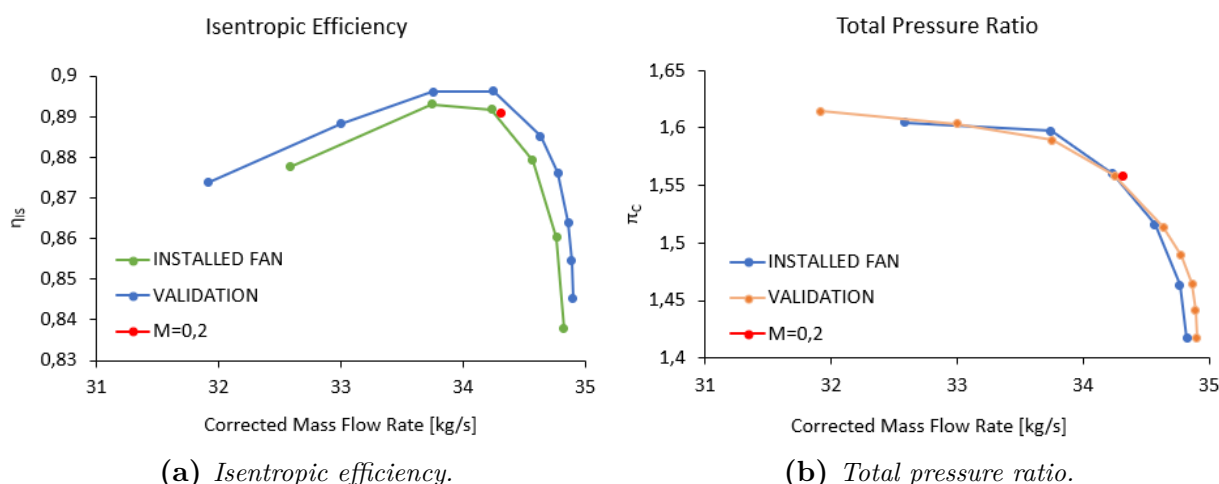 Isentropic Efficiency
0,9
0,89
0,88
0,87
0,86
0,85
0,84
0,83
ηIS
INSTALLED FAN
VALIDATION
M=0,2
31 32 33 34 35
Corrected Mass Flow Rate [kg/s]
(a) Isentropic efficiency.
Total Pressure Ratio
1,65
1,6
1,55
1,5
1,45
1,4
πC
INSTALLED FAN
VALIDATION
M=0,2
31 32 33 34 35
Corrected Mass Flow Rate [kg/s]
(b) Total pressure ratio.